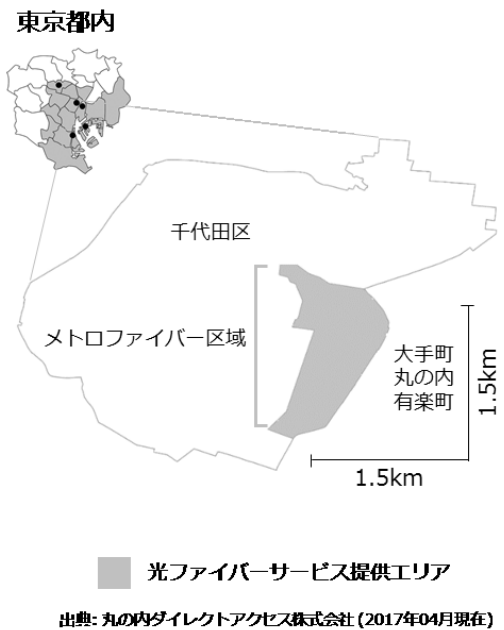 東京都内
千代田区
メトロファイバー区域
大手町
丸の内
有楽町
1.5km
1.5km
光ファイバーサービス提供エリア
出典: 丸の内ダイレクトアクセス株式会社 (2017年04月現在)